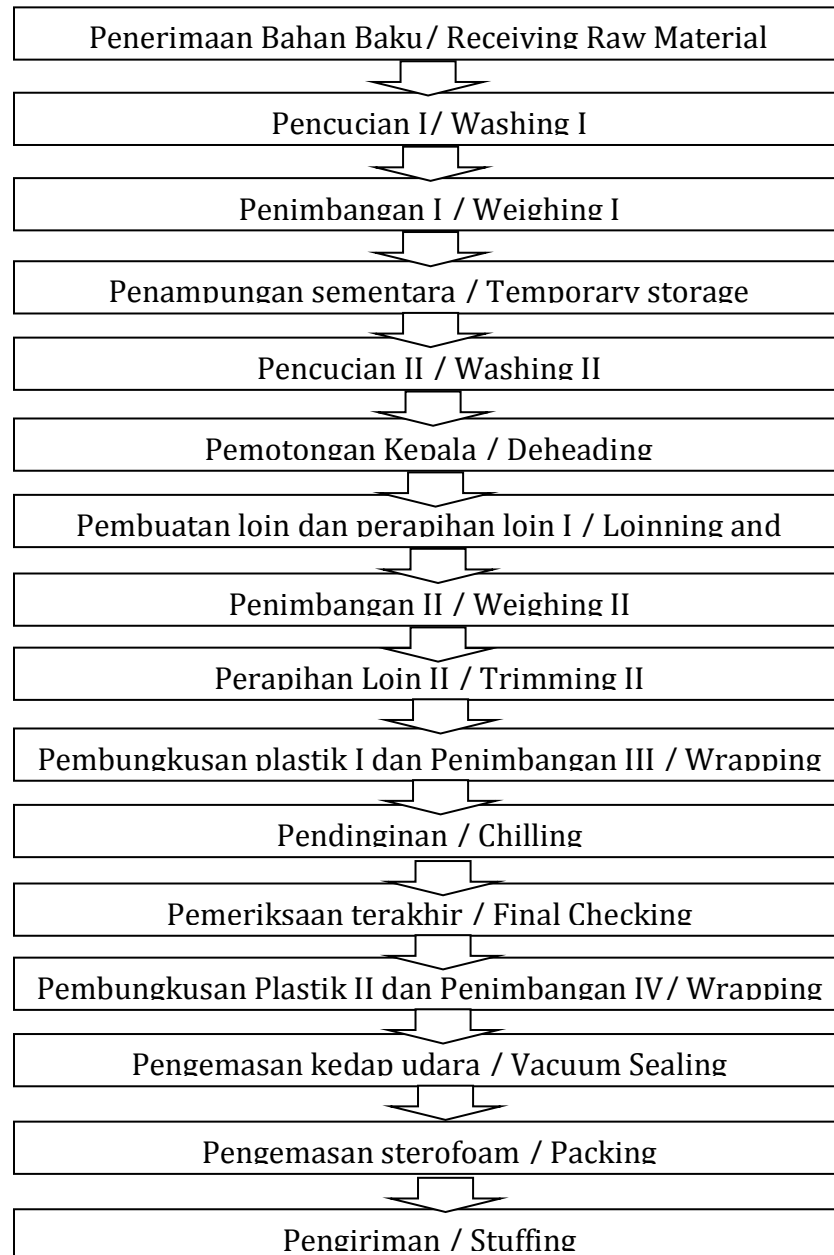 Penerimaan Bahan Baku/ Receiving Raw Material
Pencucian I/ Washing I
Penimbangan I / Weighing I
Penampungan sementara / Temporary storage
Pencucian II / Washing II
Pemotongan Kepala / Deheading
Pembuatan loin dan perapihan loin I / Loinning and
Penimbangan II / Weighing II
Perapihan Loin II / Trimming II
Pembungkusan plastik I dan Penimbangan III / Wrapping
Pendinginan / Chilling
Pemeriksaan terakhir / Final Checking
Pembungkusan Plastik II dan Penimbangan IV/ Wrapping
Pengemasan kedap udara / Vacuum Sealing
Pengemasan sterofoam / Packing
Pengiriman / Stuffing